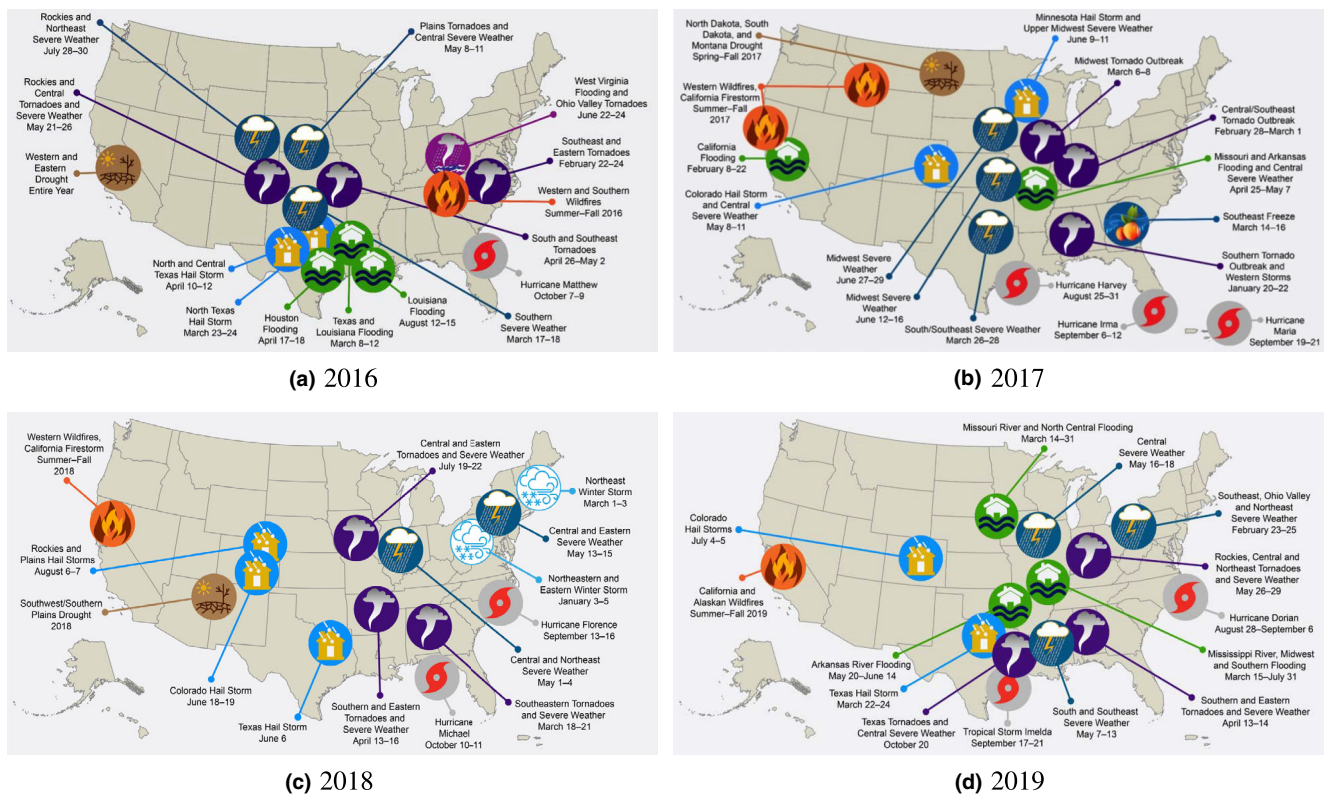 Rockies and
Northeast
Severe Weather
July 28–30
Plains Tornadoes and
Central Severe Weather
May 8–11
Rockies and
Central
Tornadoes and
Severe Weather
May 21–26
West Virginia
Flooding and
Ohio Valley Tornadoes
June 22–24
Southeast and
Eastern Tornadoes
February 22–24
Western and
Eastern
Drought
Entire Year
Western and Southern
Wildfires
Summer–Fall 2016
South and Southeast
Tornadoes
April 26–May 2
North and Central
Texas Hail Storm
April 10–12
Hurricane Matthew
October 7–9
North Texas
Hail Storm
March 23–24
Houston
Flooding
April 17–18
Texas and
Louisiana Flooding
March 8–12
Louisiana
Flooding
August 12–15
Southern
Severe Weather
March 17–18
(a) 2016
North Dakota, South
Dakota, and
Montana Drought
Spring–Fall 2017
Minnesota Hail Storm and
Upper Midwest Severe Weather
June 9–11
Midwest Tornado Outbreak
March 6–8
Western Wildfires,
California Firestorm
Summer–Fall
2017
Central/Southeast
Tornado Outbreak
February 28–March 1
California
Flooding
February 8–22
Missouri and Arkansas
Flooding and Central
Severe Weather
April 25–May 7
Colorado Hail Storm
and Central
Severe Weather
May 8–11
Southeast Freeze
March 14–16
Midwest Severe
Weather
June 27–29
Southern Tornado
Outbreak and
Western Storms
January 20–22
Midwest Severe
Weather
June 12–16
Hurricane Harvey
August 25–31
South/Southeast Severe Weather
March 26–28
Hurricane Irma
September 6–12
Hurricane
Maria
September 19–21
(b) 2017
Western Wildfires,
California Firestorm
Summer–Fall
2018
Central and Eastern
Tornadoes and Severe Weather
July 19–22
Northeast
Winter Storm
March 1–3
Central and Eastern
Severe Weather
May 13–15
Rockies and
Plains Hail Storms
August 6–7
Northeastern and
Eastern Winter Storm
January 3–5
Southwest/Southern
Plains Drought
2018
Hurricane Florence
September 13–16
Central and Northeast
Severe Weather
May 1–4
Colorado Hail Storm
June 18–19
Texas Hail Storm
June 6
Southern and Eastern
Tornadoes and
Severe Weather
April 13–16
Hurricane
Michael
October 10–11
Southeastern Tornadoes
and Severe Weather
March 18–21
(c) 2018
Missouri River and North Central Flooding
March 14–31
Central
Severe Weather
May 16–18
Southeast, Ohio Valley
and Northeast
Severe Weather
February 23–25
Colorado
Hail Storms
July 4–5
Rockies, Central and
Northeast Tornadoes
and Severe Weather
May 26–29
California and
Alaskan Wildfires
Summer–Fall 2019
Hurricane Dorian
August 28–September 6
Arkansas River Flooding
May 20–June 14
Mississippi River, Midwest
and Southern Flooding
March 15–July 31
Texas Hail Storm
March 22–24
Texas Tornadoes and
Central Severe Weather
October 20
Tropical Storm Imelda
September 17–21
South and Southeast
Severe Weather
May 7–13
Southern and Eastern
Tornadoes and Severe Weather
April 13–14
(d) 2019